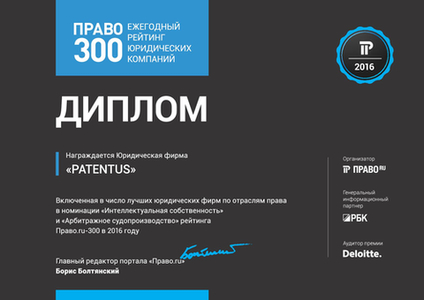 ПРАВО
300
ЕЖЕГОДНЫЙ
РЕЙТИНГ
ЮРИДИЧЕСКИХ
КОМПАНИЙ
2016
ДИПЛОМ
Награждается Юридическая фирма
«PATENTUS»
Включенная в число лучших юридических фирм по отраслям права
в номинации «Интеллектуальная собственность»
и «Арбитражное судопроизводство» рейтинга
Право.ru-300 в 2016 году
Главный редактор портала «Право.ru»
Борис Болтянский
Организатор
ПРАВО.RU
Генеральный
информационный
партнер
РБК
Аудитор премии
Deloitte.